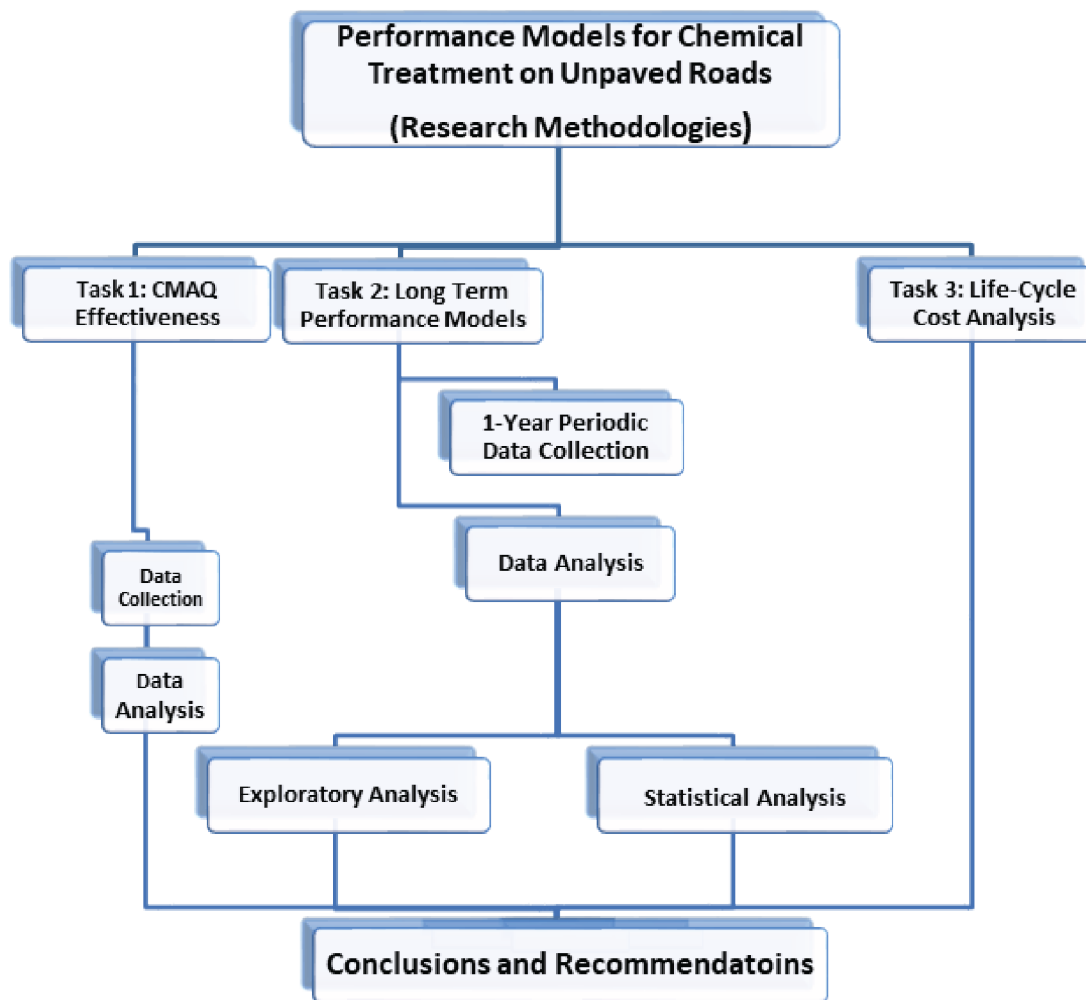 Performance Models for Chemical
Treatment on Unpaved Roads
(Research Methodologies)
Task 1: CMAQ
Effectiveness
Task 2: Long Term
Performance Models
Task 3: Life-Cycle
Cost Analysis
1-Year Periodic
Data Collection
Data Analysis
Data
Collection
Data
Analysis
Exploratory Analysis
Statistical Analysis
Conclusions and Recommendatoins